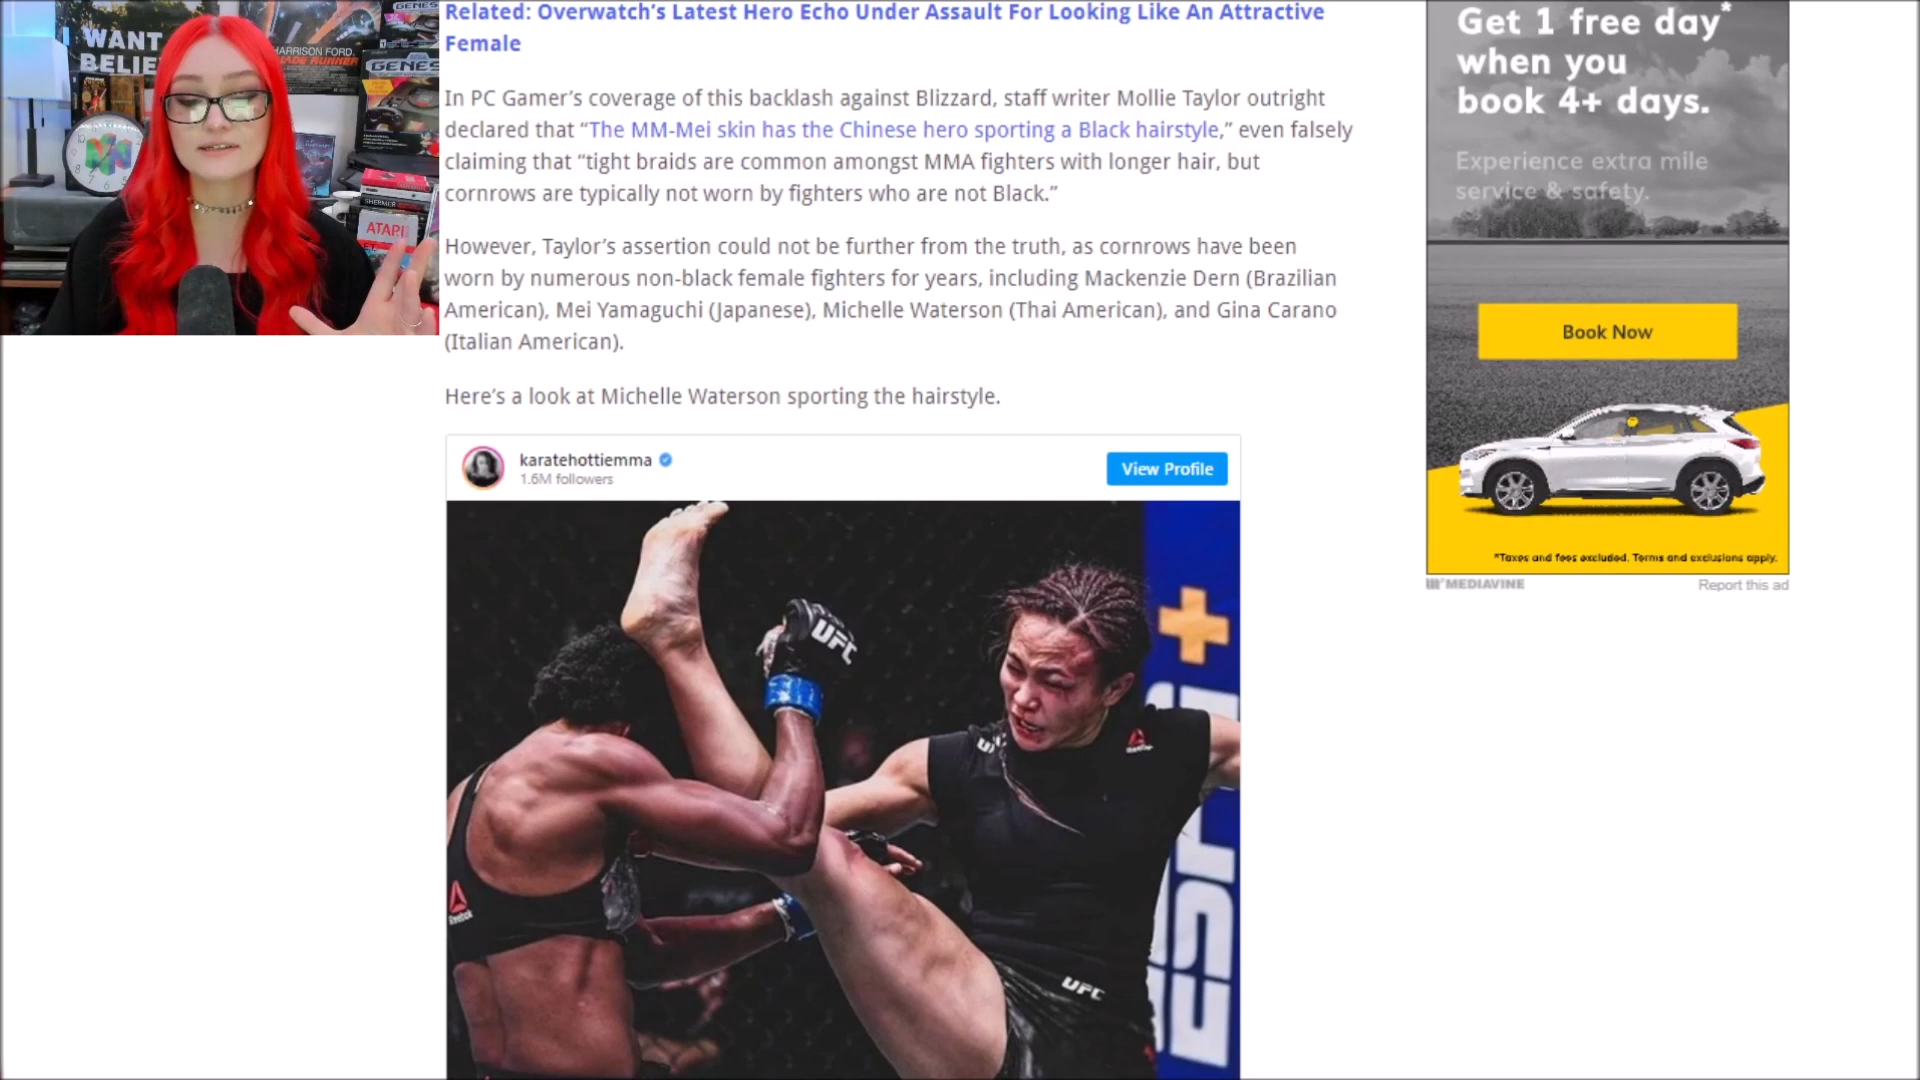 I WANT
BELIE
HARRISON FORD.
BLADE RUNNER
GENESIS
GENES
SHERMER
ATARI
Related: Overwatch's Latest Hero Echo Under Assault For Looking Like An Attractive
Female
In PC Gamer's coverage of this backlash against Blizzard, staff writer Mollie Taylor outright
declared that “The MM-Mei skin has the Chinese hero sporting a Black hairstyle,” even falsely
claiming that “tight braids are common amongst MMA fighters with longer hair, but
cornrows are typically not worn by fighters who are not Black.”
However, Taylor's assertion could not be further from the truth, as cornrows have been
worn by numerous non-black female fighters for years, including Mackenzie Dern (Brazilian
American), Mei Yamaguchi (Japanese), Michelle Waterson (Thai American), and Gina Carano
(Italian American).
Here's a look at Michelle Waterson sporting the hairstyle.
karatehottiemma
1.6M followers
View Profile
UFC
Reebok
Reebok
UFC
ESPN+
Get 1 free day*
when you
book 4+ days.
Experience extra mile
service & safety.
Book Now
*Taxes and fees excluded. Terms and exclusions apply.
MEDIAVINE
Report this ad